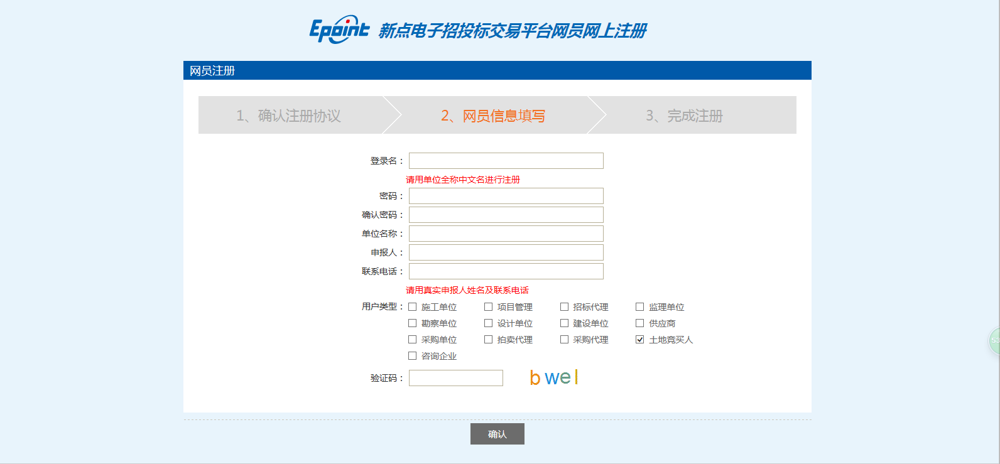 Epoint 新点电子招投标交易平台网员网上注册
网员注册
1、确认注册协议 2、网员信息填写 3、完成注册
登录名：
请用单位全称中文名进行注册
密码：
确认密码：
单位名称：
申报人：
联系电话：
请用真实申报人姓名及联系电话
用户类型： 施工单位 项目管理 招标代理 监理单位
勘察单位 设计单位 建设单位 供应商
采购单位 拍卖代理 采购代理 土地竞买人
咨询企业
验证码： bwel
确认